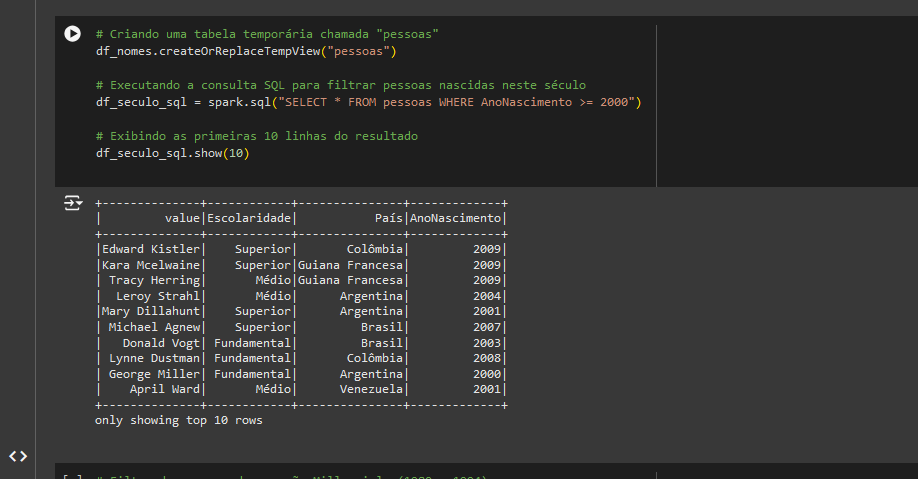 # Criando uma tabela temporária chamada "pessoas"
df_nomes.createOrReplaceTempView("pessoas")
# Executando a consulta SQL para filtrar pessoas nascidas neste século
df_seculo_sql = spark.sql("SELECT * FROM pessoas WHERE AnoNascimento >= 2000")
# Exibindo as primeiras 10 linhas do resultado
df_seculo_sql.show(10)
+--------------+------------+---------------+-------------+
|         value|Escolaridade|           País|AnoNascimento|
+--------------+------------+---------------+-------------+
|Edward Kistler|    Superior|       Colômbia|         2009|
|Kara Mcelwaine|    Superior|Guiana Francesa|         2009|
| Tracy Herring|       Médio|Guiana Francesa|         2009|
|  Leroy Strahl|       Médio|      Argentina|         2004|
|Mary Dillahunt|    Superior|      Argentina|         2001|
| Michael Agnew|    Superior|         Brasil|         2007|
|   Donald Vogt| Fundamental|         Brasil|         2003|
| Lynne Dustman| Fundamental|       Colômbia|         2008|
| George Miller| Fundamental|      Argentina|         2000|
|    April Ward|       Médio|      Venezuela|         2001|
+--------------+------------+---------------+-------------+
only showing top 10 rows